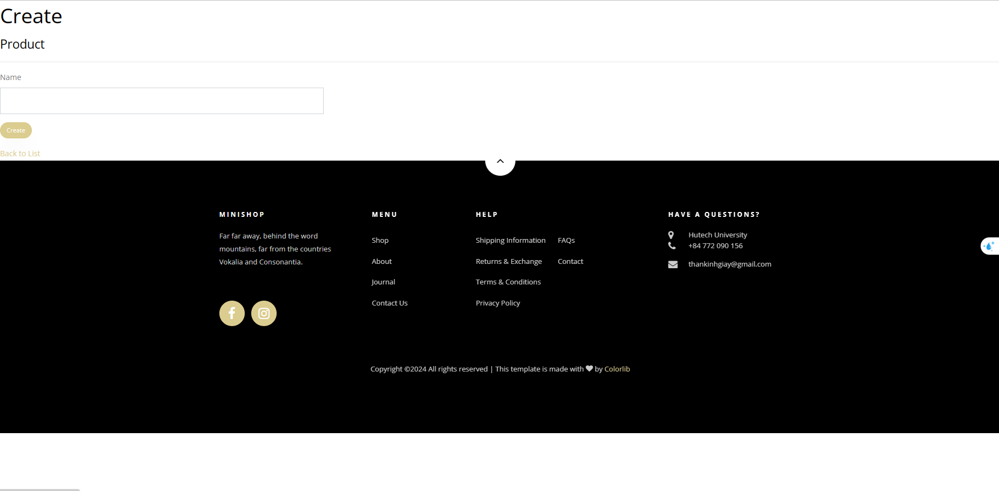 Create
Product
Name
Create
Back to List
MINISHOP
Far far away, behind the word
mountains, far from the countries
Vokalia and Consonantia.
MENU
Shop
About
Journal
Contact Us
HELP
Shipping Information
Returns & Exchange
Terms & Conditions
Privacy Policy
FAQs
Contact
HAVE A QUESTIONS?
Hutech University
+84 772 090 156
thankinhgiay@gmail.com
Copyright ©2024 All rights reserved | This template is made with by Colorlib